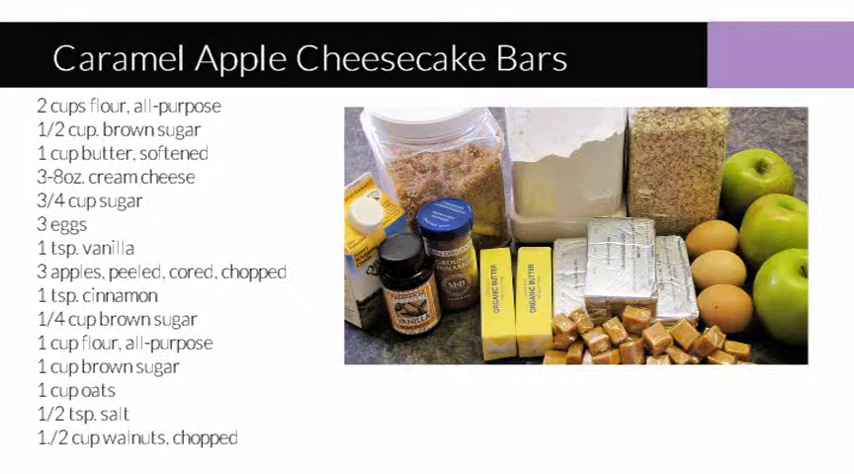 Caramel Apple Cheesecake Bars
2 cups flour, all-purpose
1/2 cup. brown sugar
1 cup butter, softened
3-8oz. cream cheese
3/4 cup sugar
3 eggs
1 tsp. vanilla
3 apples, peeled, cored, chopped
1 tsp. cinnamon
1/4 cup brown sugar
1 cup flour, all-purpose
1 cup brown sugar
1 cup oats
1/2 tsp. salt
1./2 cup walnuts, chopped
VANILLA
ORGANIC BUTTER
ORGANIC BUTTER